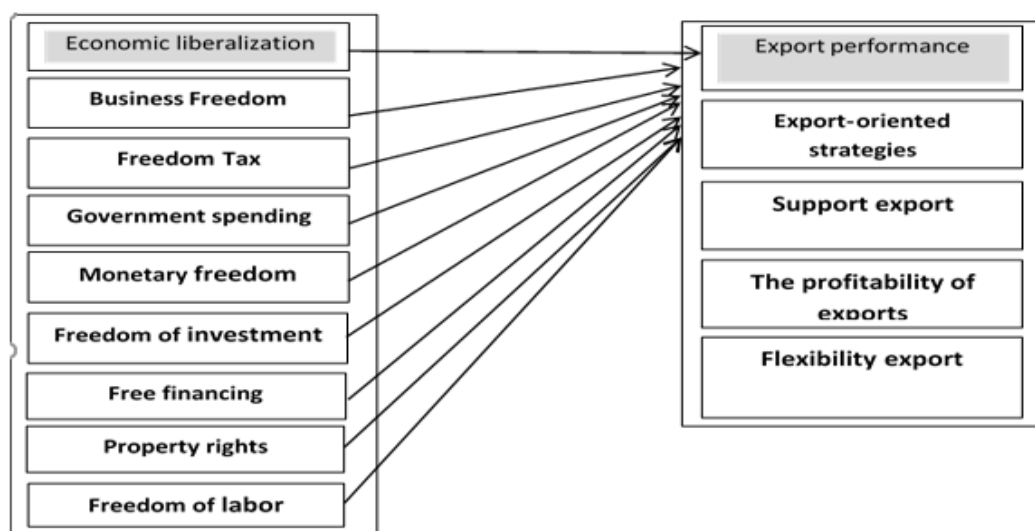 Economic liberalization
Business Freedom
Freedom Tax
Government spending
Monetary freedom
Freedom of investment
Free financing
Property rights
Freedom of labor
Export performance
Export-oriented
strategies
Support export
The profitability of
exports
Flexibility export